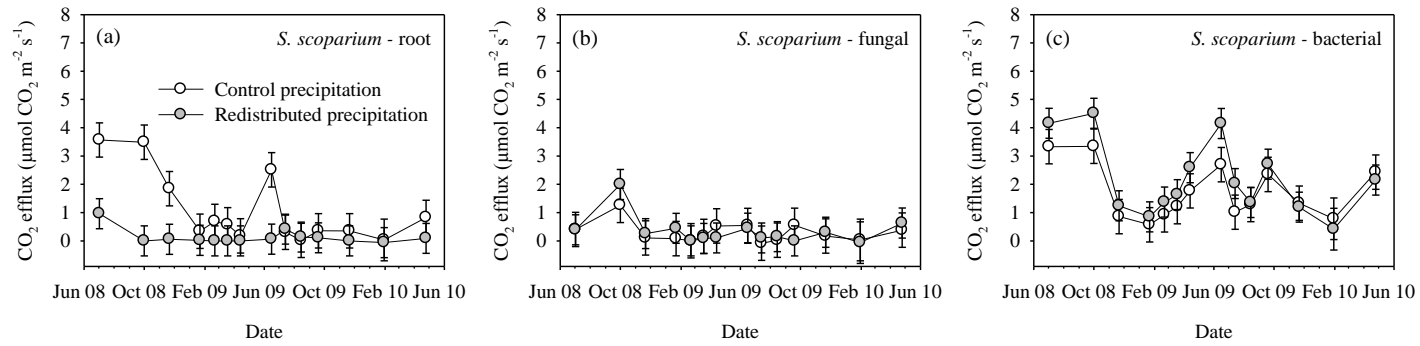 (a)
S. scoparium - root
Control precipitation
Redistributed precipitation
CO2 efflux (µmol CO2 m-2 s-1)
8
7
6
5
4
3
2
1
0
Jun 08 Oct 08 Feb 09 Jun 09 Oct 09 Feb 10 Jun 10
Date
(b)
S. scoparium - fungal
CO2 efflux (µmol CO2 m-2 s-1)
8
7
6
5
4
3
2
1
0
Jun 08 Oct 08 Feb 09 Jun 09 Oct 09 Feb 10 Jun 10
Date
(c)
S. scoparium - bacterial
CO2 efflux (µmol CO2 m-2 s-1)
8
7
6
5
4
3
2
1
0
Jun 08 Oct 08 Feb 09 Jun 09 Oct 09 Feb 10 Jun 10
Date